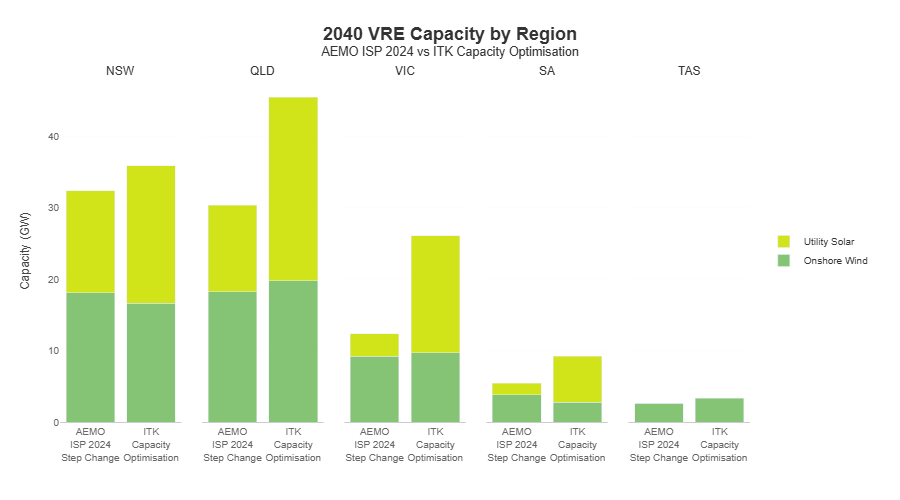 2040 VRE Capacity by Region
AEMO ISP 2024 vs ITK Capacity Optimisation
NSW
QLD
VIC
SA
TAS
Capacity (GW)
40
30
20
10
0
Utility Solar
Onshore Wind
AEMO
ISP 2024
Step Change
ITK
Capacity
Optimisation
AEMO
ISP 2024
Step Change
ITK
Capacity
Optimisation
AEMO
ISP 2024
Step Change
ITK
Capacity
Optimisation
AEMO
ISP 2024
Step Change
ITK
Capacity
Optimisation
AEMO
ISP 2024
Step Change
ITK
Capacity
Optimisation